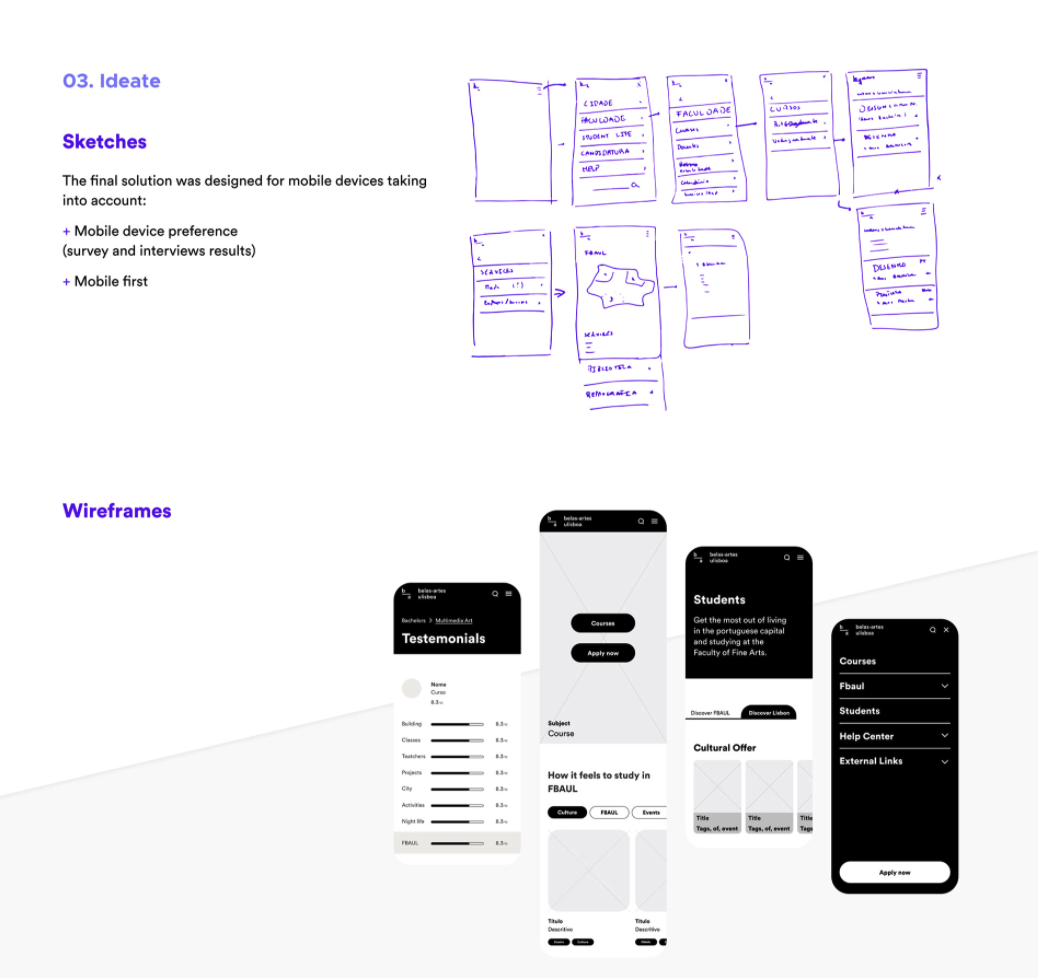 03. Ideate
Sketches
The final solution was designed for mobile devices taking
into account:
+ Mobile device preference
(survey and interviews results)
+ Mobile first
CIDADE
FACULDADE
STUDENT LIFE
CANDIDATURA
HELP
FACULDADE
Courses
CURSOS
SERVICES
FBAUL
SERVICES
BIBLIOTECA
REPROGRAFIA
DESENHO
Wireframes
b
a
belas-artes
ulisboa
Bachelors > Multimedia Art
Testemonials
Nome
Curso
8.3
Building 8.3
Classes 8.3
Teatchers 8.3
Projects 8.3
City 8.3
Activities 8.3
Night life 8.3
FBAUL 8.3
b
a
belas-artes
ulisboa
Courses
Apply now
Subject
Course
How it feels to study in
FBAUL
Culture FBAUL Events
Titulo Titulo
Descritivo Descritivo
b
a
belas-artes
ulisboa
Students
Get the most out of living
in the portuguese capital
and studying at the
Faculty of Fine Arts.
Discover FBAUL Discover Lisbon
Cultural Offer
Title Title Title
Tags, of, event Tags, of, event Tags
b
a
belas-artes
ulisboa
Courses
Fbaul
Students
Help Center
External Links
Apply now